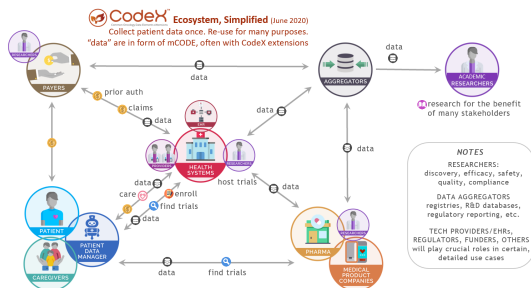 CodeX Ecosystem, Simplified (June 2020)
Collect patient data once. Re-use for many purposes.
"data" are in form of mCODE, often with CodeX extensions
RESEARCHERS
PAYERS
data
AGGREGATORS
data
ACADEMIC
RESEARCHERS
research for the benefit
of many stakeholders
prior auth
claims
data
data
data
EHR
RESEARCHERS
HEALTH
SYSTEMS
host trials
data
care
enroll
data
find trials
data
NOTES
RESEARCHERS:
discovery, efficacy, safety,
quality, compliance
DATA AGGREGATORS
registries, R&D databases,
regulatory reporting, etc.
TECH PROVIDERS/EHRs,
REGULATORS, FUNDERS, OTHERS
will play crucial roles in certain,
detailed use cases
PATIENT
PATIENT
DATA
MANAGER
CAREGIVERS
data
find trials
RESEARCHERS
PHARMA
MEDICAL
PRODUCT
COMPANIES